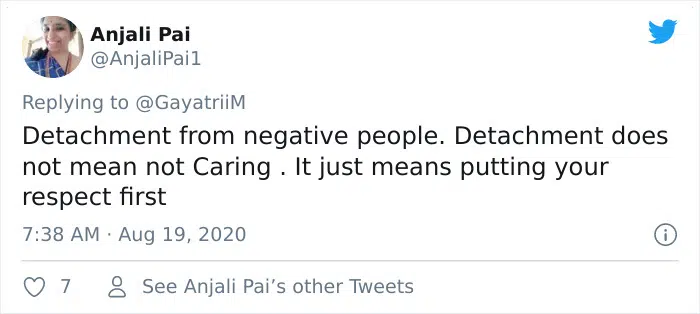 Anjali Pai
@AnjaliPai1
Replying to @GayatriiM
Detachment from negative people. Detachment does
not mean not Caring . It just means putting your
respect first
7:38 AM · Aug 19, 2020
7
See Anjali Pai’s other Tweets